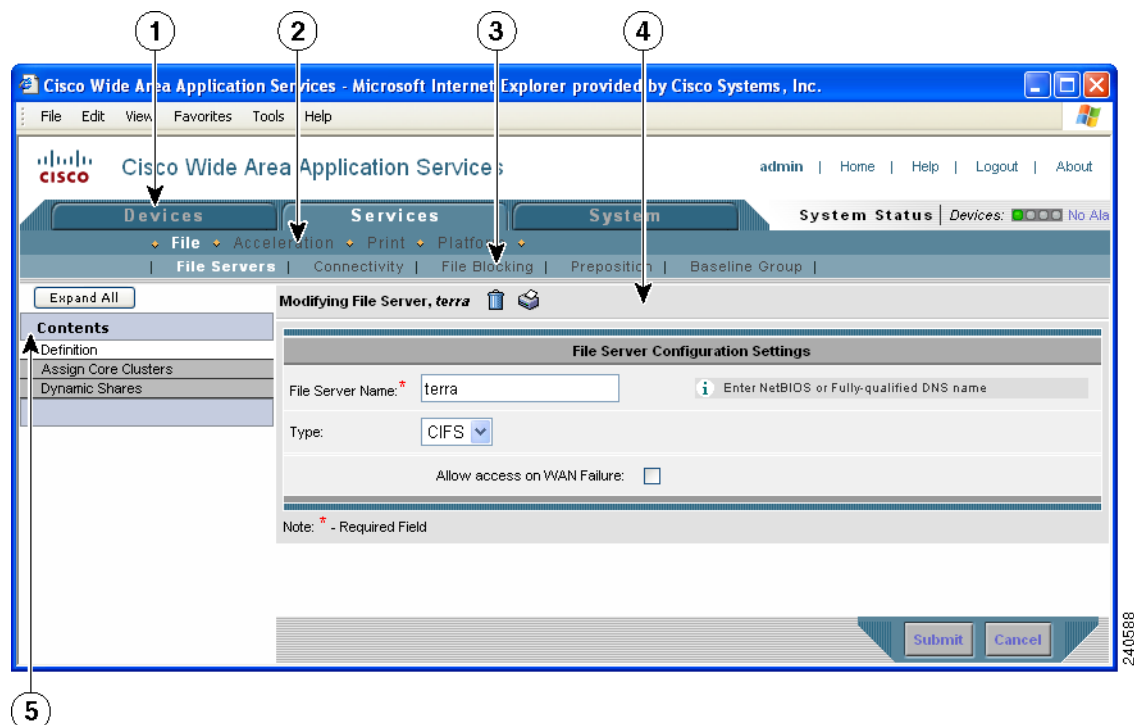 1 2 3 4
Cisco Wide Area Application Services - Microsoft Internet Explorer provided by Cisco Systems, Inc.
File Edit View Favorites Tools Help
cisco Cisco Wide Area Application Services admin | Home | Help | Logout | About
Devices Services System System Status | Devices: No Ala
File Acceleration Print Platfo
| File Servers | Connectivity | File Blocking | Preposition | Baseline Group |
Expand All
Modifying File Server, terra
Contents
Definition
Assign Core Clusters
Dynamic Shares
File Server Configuration Settings
File Server Name:* terra i Enter NetBIOS or Fully-qualified DNS name
Type: CIFS
Allow access on WAN Failure:
Note: * - Required Field
Submit Cancel
240588
5